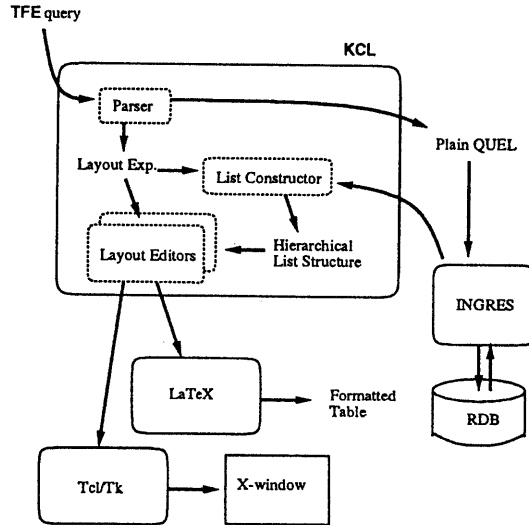 TFE query
KCL
Parser
Plain QUEL
Layout Exp.
List Constructor
Layout Editors
Hierarchical
List Structure
INGRES
LaTeX
Formatted
Table
RDB
Tcl/Tk
X-window